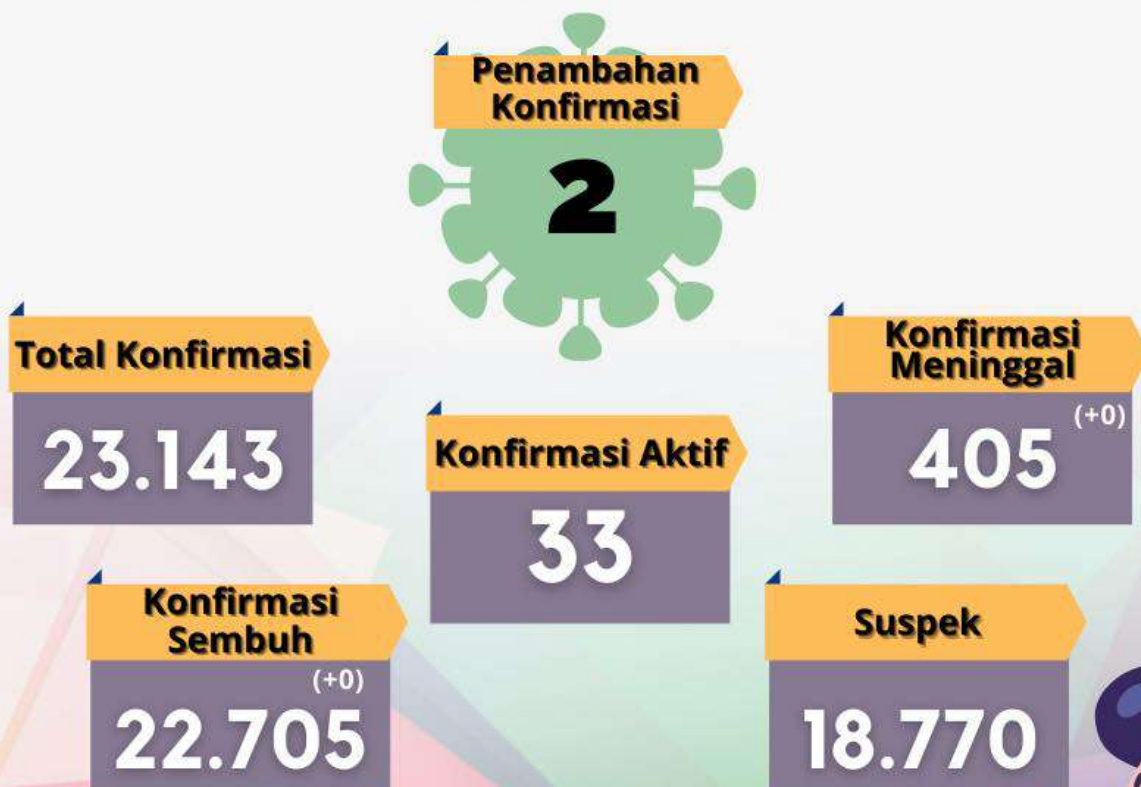 Penambahan
Konfirmasi
2
Total Konfirmasi
23.143
Konfirmasi Aktif
33
Konfirmasi
Meninggal
(+0)
405
Konfirmasi
Sembuh
(+0)
22.705
Suspek
18.770